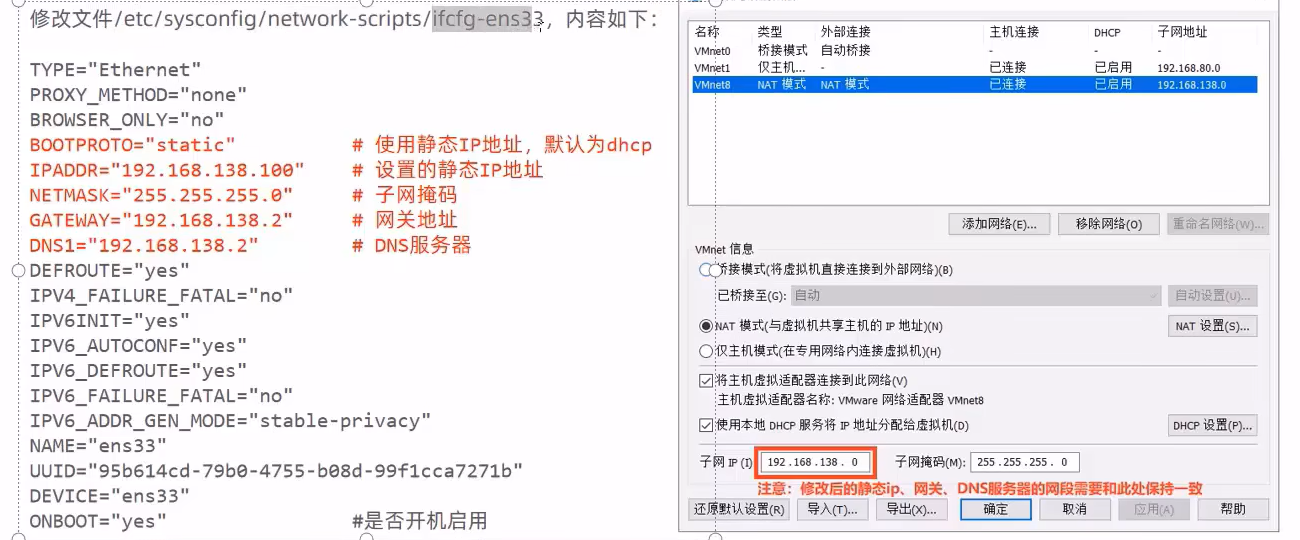 修改文件/etc/sysconfig/network-scripts/ifcfg-ens33，内容如下：
TYPE="Ethernet"
PROXY_METHOD="none"
BROWSER_ONLY="no"
BOOTPROTO="static" # 使用静态IP地址，默认为dhcp
IPADDR="192.168.138.100" # 设置的静态IP地址
NETMASK="255.255.255.0" # 子网掩码
GATEWAY="192.168.138.2" # 网关地址
DNS1="192.168.138.2" # DNS服务器
DEFROUTE="yes"
IPV4_FAILURE_FATAL="no"
IPV6INIT="yes"
IPV6_AUTOCONF="yes"
IPV6_DEFROUTE="yes"
IPV6_FAILURE_FATAL="no"
IPV6_ADDR_GEN_MODE="stable-privacy"
NAME="ens33"
UUID="95b614cd-79b0-4755-b08d-99f1cca7271b"
DEVICE="ens33"
ONBOOT="yes" #是否开机启用
名称 类型 外部连接 主机连接 DHCP 子网地址
VMnet0 桥接模式 自动桥接 - - -
VMnet1 仅主机... - 已连接 已启用 192.168.80.0
VMnet8 NAT 模式 NAT 模式 已连接 已启用 192.168.138.0
添加网络(E)... 移除网络(O) 重命名网络(W)...
VMnet 信息
桥接模式(将虚拟机直接连接到外部网络)(B)
已桥接至(G): 自动 自动设置(U)...
NAT 模式(与虚拟机共享主机的 IP 地址)(N) NAT 设置(S)...
仅主机模式(在专用网络内连接虚拟机)(H)
将主机虚拟适配器连接到此网络(V)
主机虚拟适配器名称: VMware 网络适配器 VMnet8
使用本地 DHCP 服务将 IP 地址分配给虚拟机(D) DHCP 设置(P)...
子网 IP (I) 192 .168 .138 . 0 子网掩码(M): 255 .255 .255 . 0
注意：修改后的静态ip、网关、DNS服务器的网段需要和此处保持一致
还原默认设置(R) 导入(T)... 导出(X)... 确定 取消 应用(A) 帮助